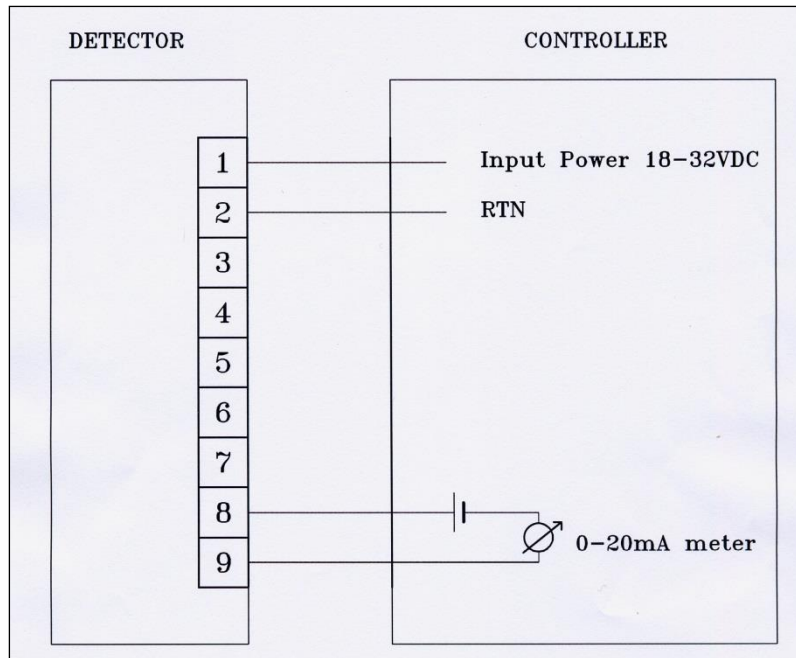 DETECTOR CONTROLLER
1 Input Power 18-32VDC
2 RTN
3
4
5
6
7
8
9 0-20mA meter